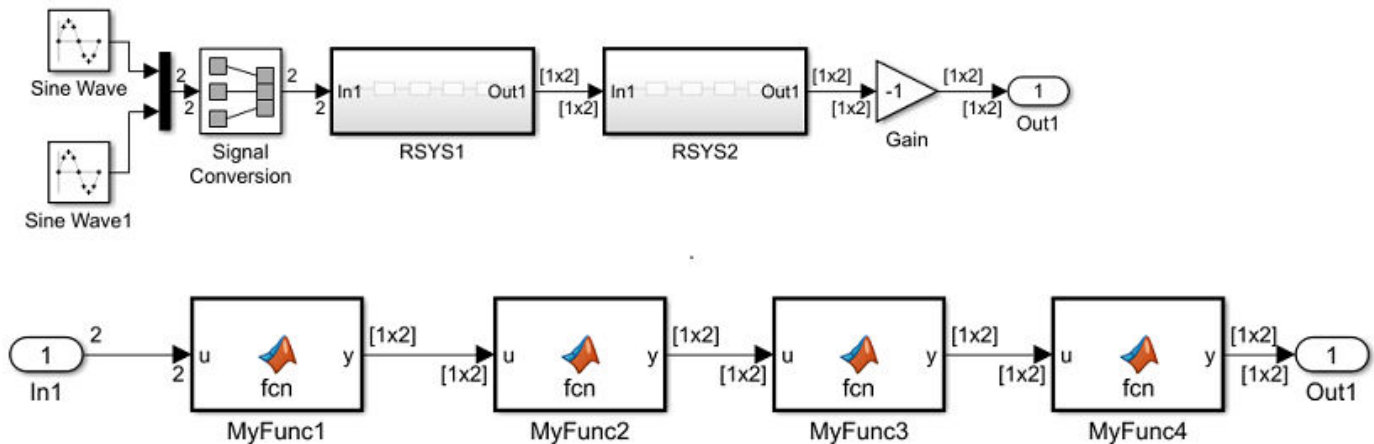 Sine Wave
Sine Wave1
2
2
Signal
Conversion
2
2
In1 Out1
RSYS1
[1x2]
[1x2]
In1 Out1
RSYS2
[1x2]
[1x2]
-1
Gain
[1x2]
[1x2]
1
Out1
1
In1
2
2
u fcn y
MyFunc1
[1x2]
[1x2]
u fcn y
MyFunc2
[1x2]
[1x2]
u fcn y
MyFunc3
[1x2]
[1x2]
u fcn y
MyFunc4
[1x2]
[1x2]
1
Out1